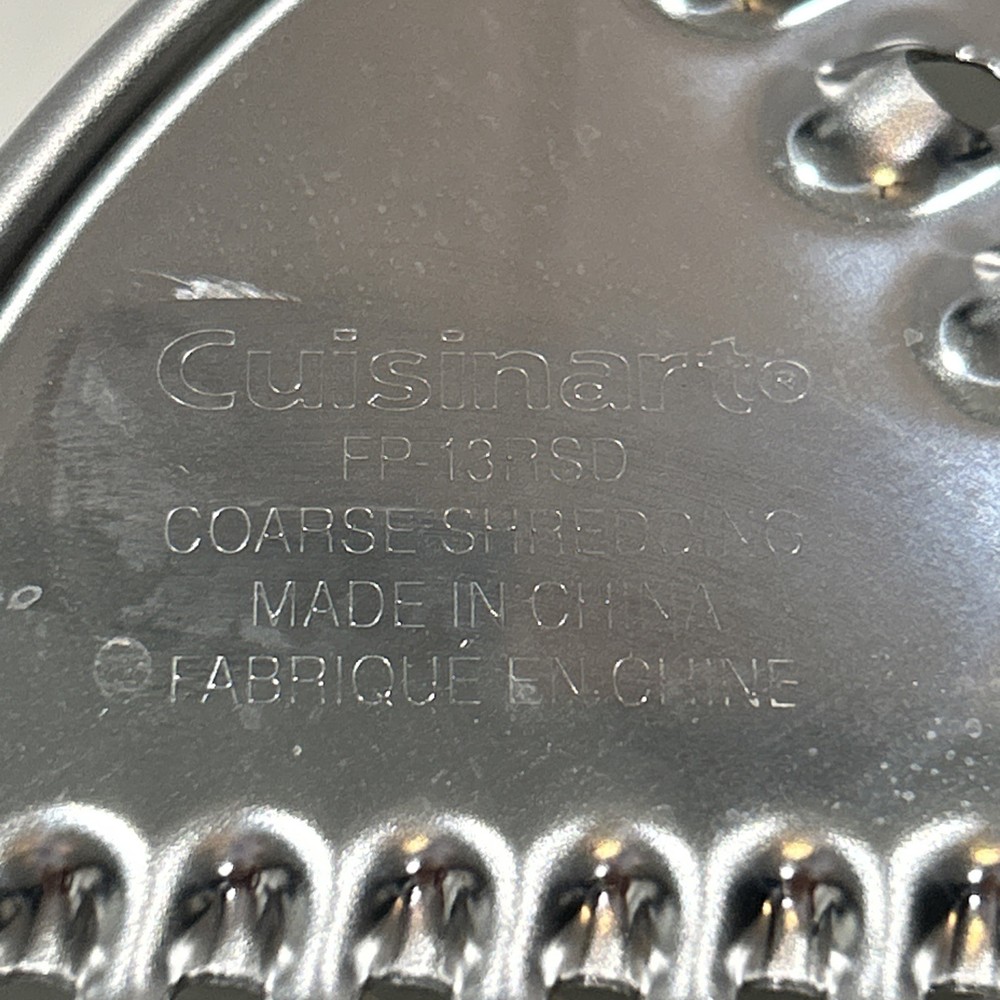 Cuisinart®
FP-13RSD
COARSE SHREDDING
MADE IN CHINA
FABRIQUÉ EN CHINE